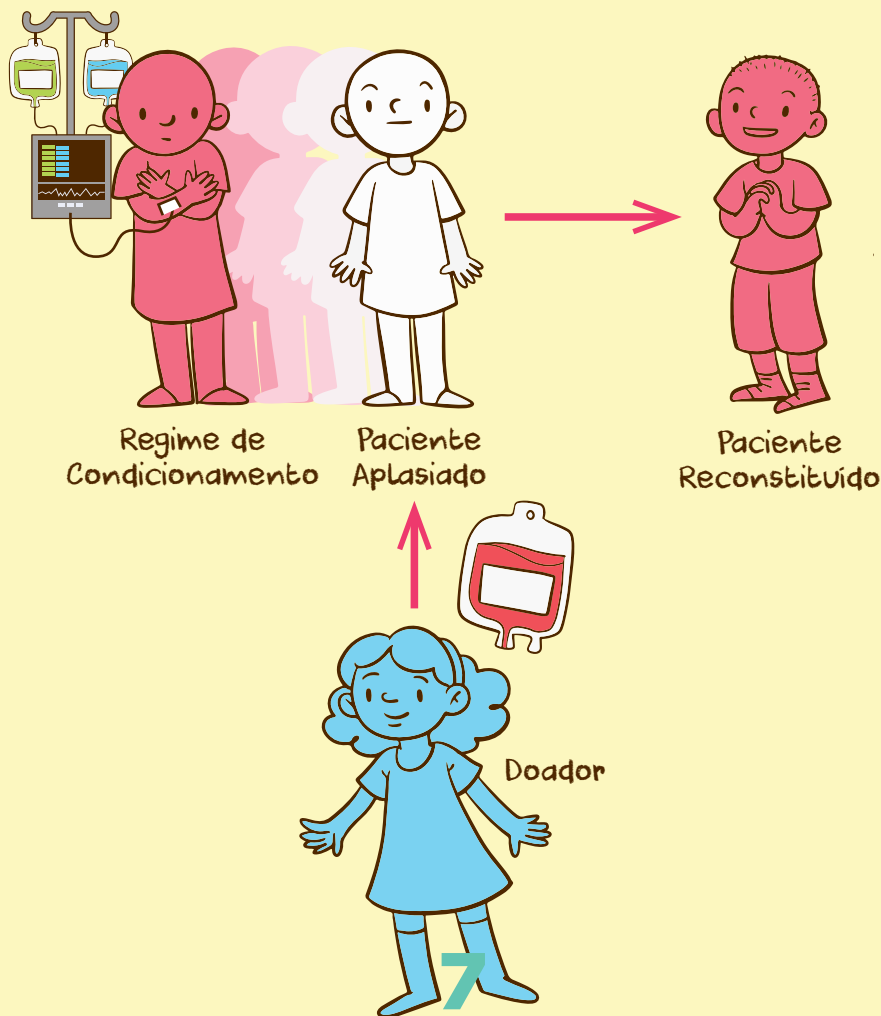 Regime de
Condicionamento
Paciente
Aplasiado
Paciente
Reconstituído
Doador
7